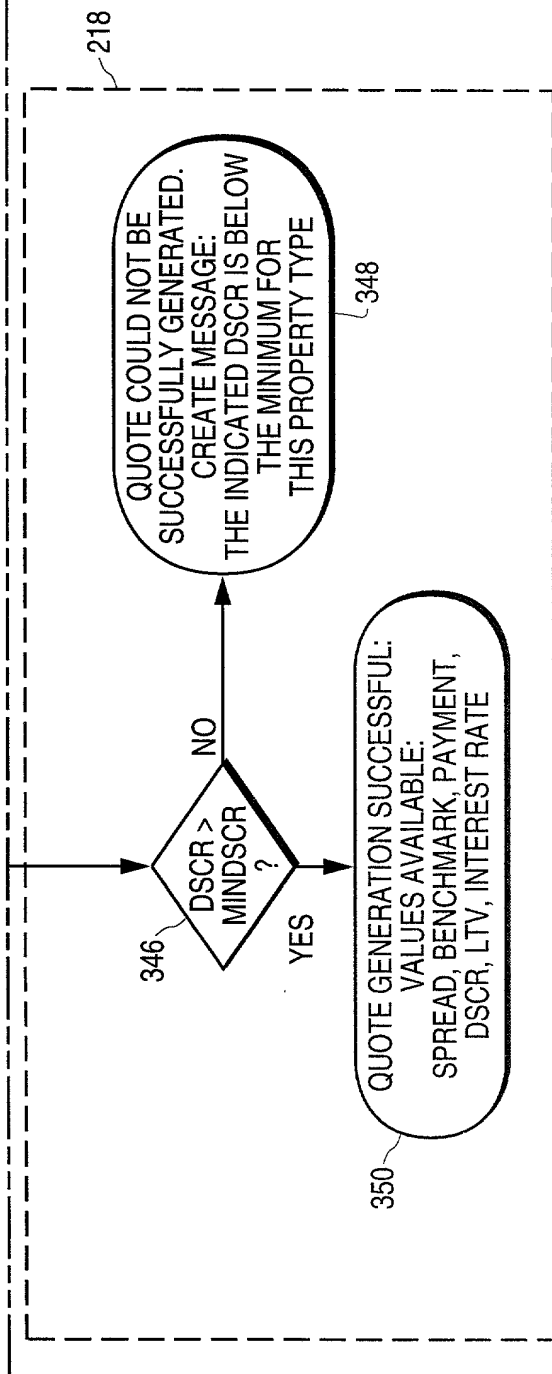 218
346
DSCR >
MINDSCR
?
NO
YES
QUOTE COULD NOT BE
SUCCESSFULLY GENERATED.
CREATE MESSAGE:
THE INDICATED DSCR IS BELOW
THE MINIMUM FOR
THIS PROPERTY TYPE
348
QUOTE GENERATION SUCCESSFUL:
VALUES AVAILABLE:
SPREAD, BENCHMARK, PAYMENT,
DSCR, LTV, INTEREST RATE
350